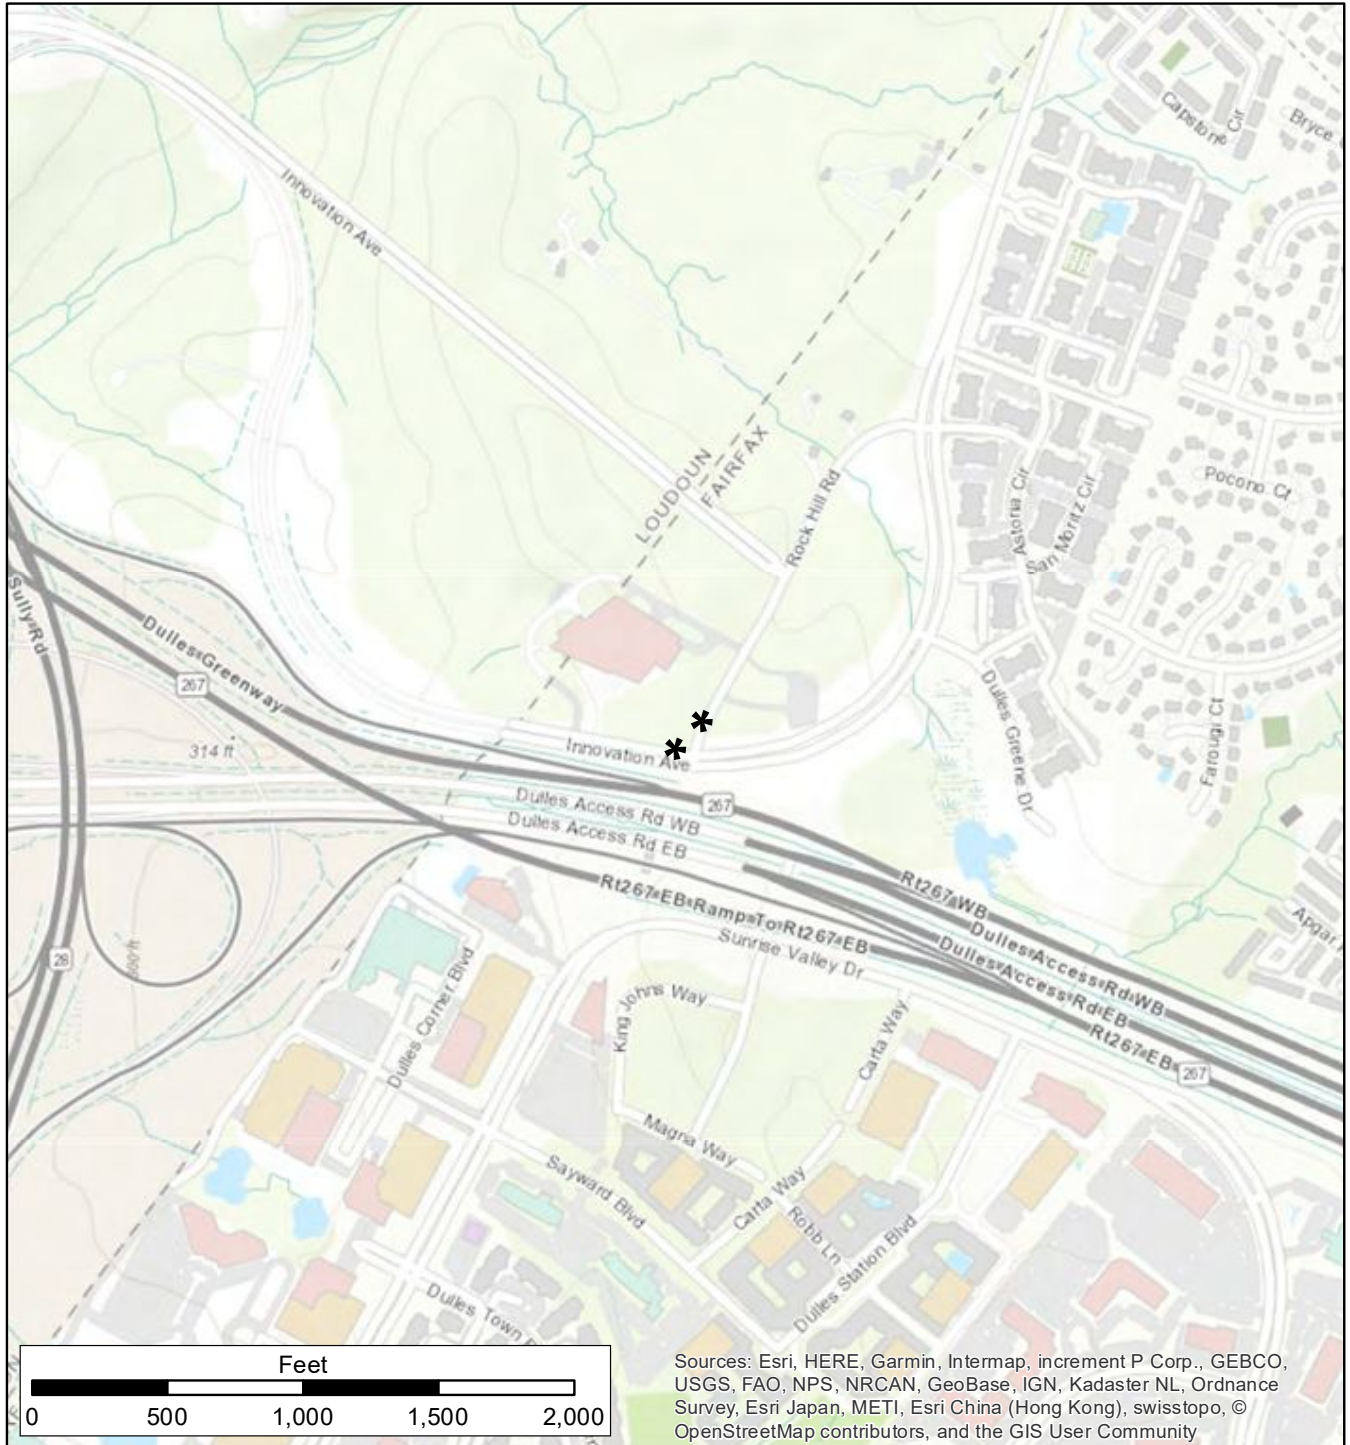 Capstone Cir
Bryce
Innovation Ave
LOUDOUN
FAIRFAX
Rock Hill Rd
Pocono Ct
Astoria Cir
San Moritz Cir
Sully Rd
Dulles Greenway
267
314 ft
Innovation Ave
Dulles Greene Dr
Farougi Ct
Dulles Access Rd WB
267
Dulles Access Rd EB
Rt267 EB Ramp To Rt267 EB
Rt267 WB
Dulles Access Rd WB
Dulles Access Rd EB
Rt267 EB
267
Apgar
Sunrise Valley Dr
28
Dulles Corner Blvd
King Johns Way
Carta Way
Magna Way
Sayward Blvd
Carta Way
Robb Ln
Dulles Station Blvd
Dulles Town
Feet
0 500 1,000 1,500 2,000
Sources: Esri, HERE, Garmin, Intermap, increment P Corp., GEBCO,
USGS, FAO, NPS, NRCAN, GeoBase, IGN, Kadaster NL, Ordnance
Survey, Esri Japan, METI, Esri China (Hong Kong), swisstopo, ©
OpenStreetMap contributors, and the GIS User Community